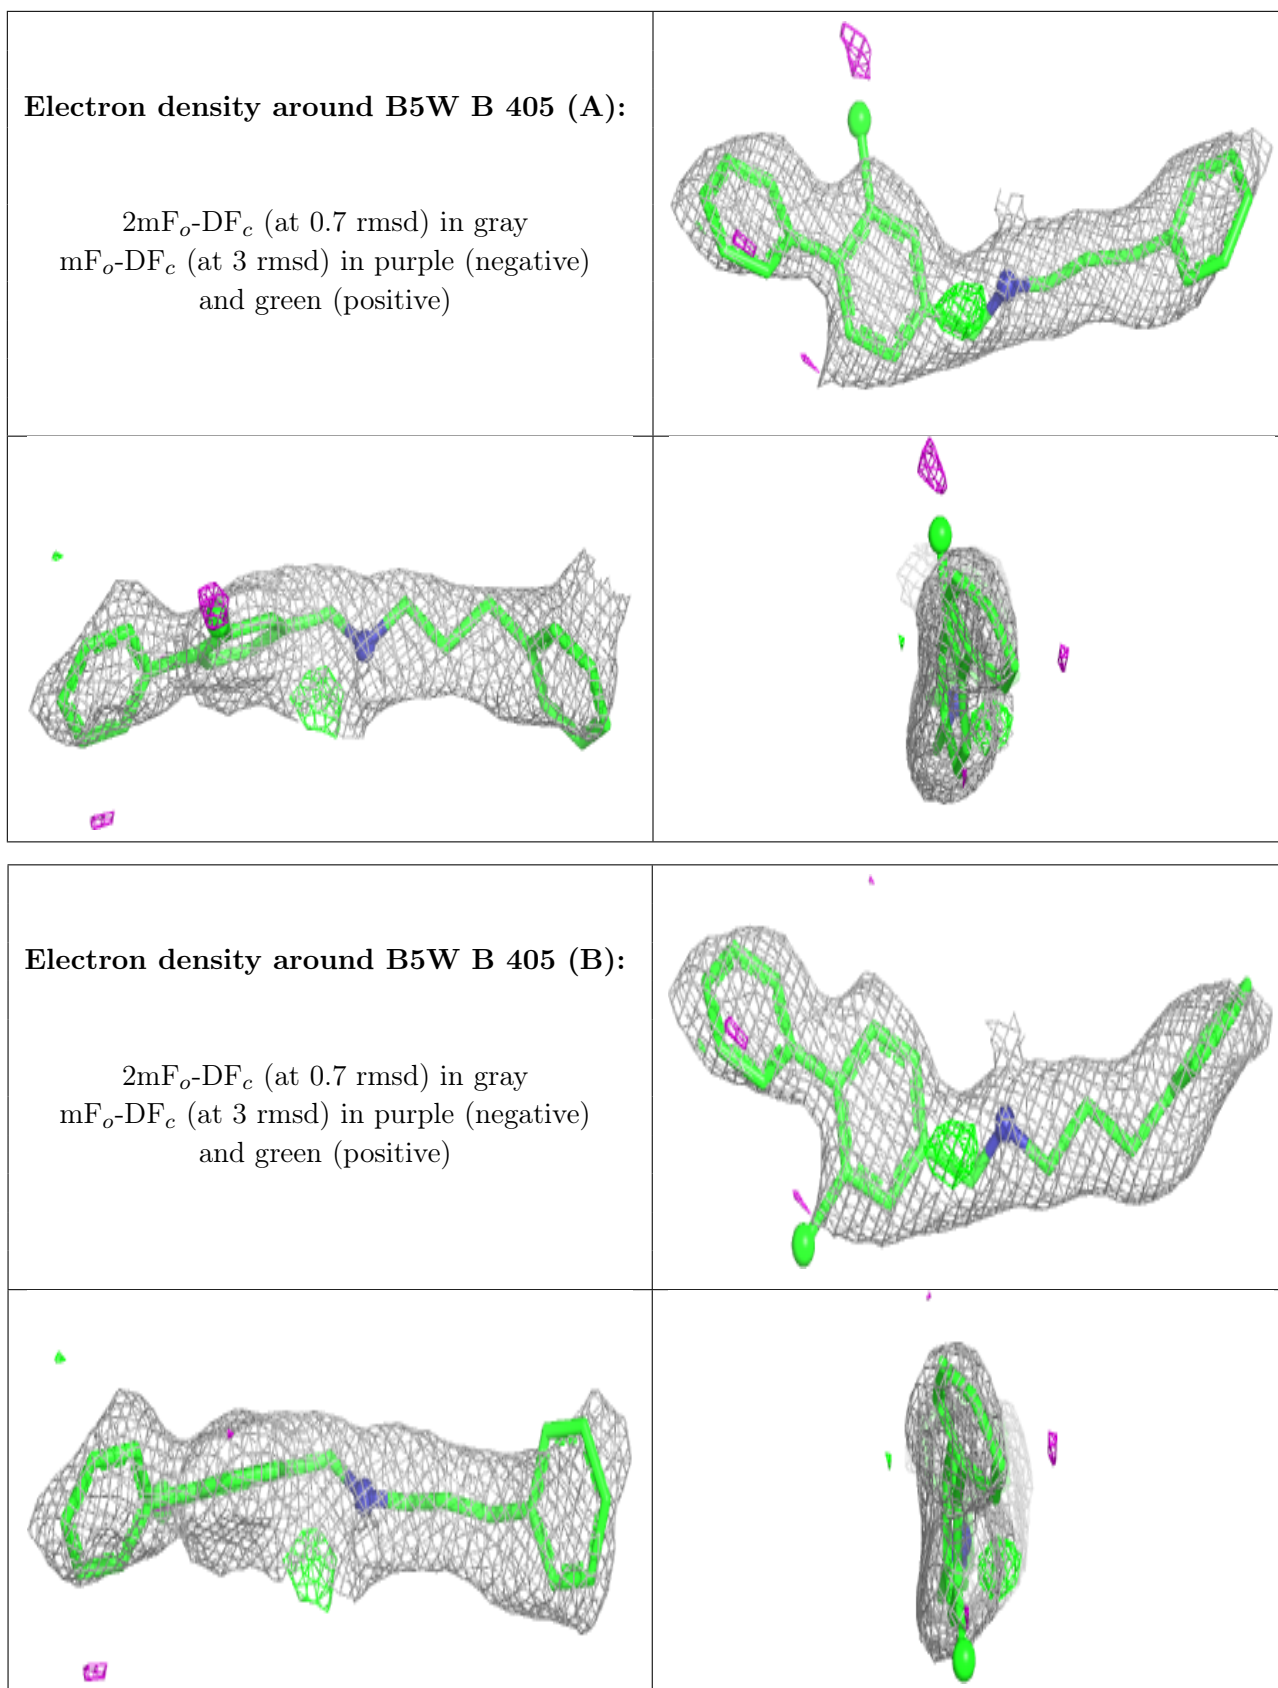 Electron density around B5W B 405 (A):
2mFo-DFc (at 0.7 rmsd) in gray
mFo-DFc (at 3 rmsd) in purple (negative)
and green (positive)
Electron density around B5W B 405 (B):
2mFo-DFc (at 0.7 rmsd) in gray
mFo-DFc (at 3 rmsd) in purple (negative)
and green (positive)